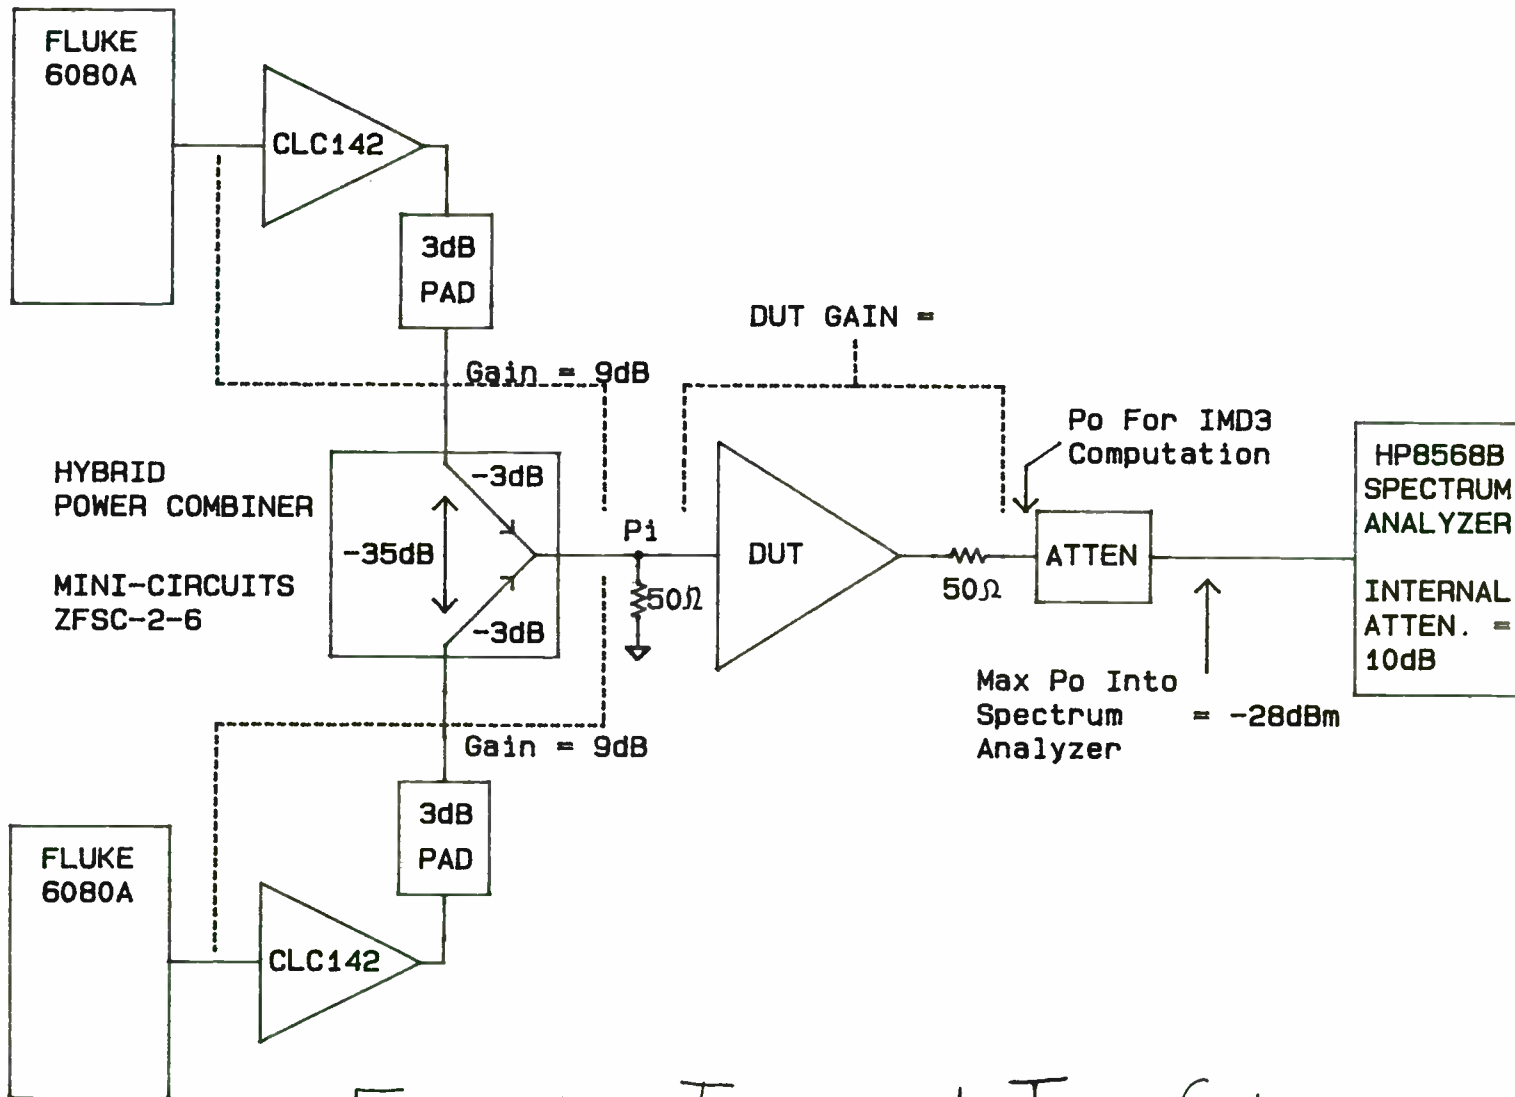 FLUKE
6080A
CLC142
3dB
PAD
Gain = 9dB
DUT GAIN =
Po For IMD3
Computation
HYBRID
POWER COMBINER
MINI-CIRCUITS
ZFSC-2-6
-3dB
-35dB
-3dB
Pi
50Ω
DUT
50Ω
ATTEN
HP8568B
SPECTRUM
ANALYZER
INTERNAL
ATTEN. =
10dB
Max Po Into
Spectrum = -28dBm
Analyzer
Gain = 9dB
3dB
PAD
FLUKE
6080A
CLC142